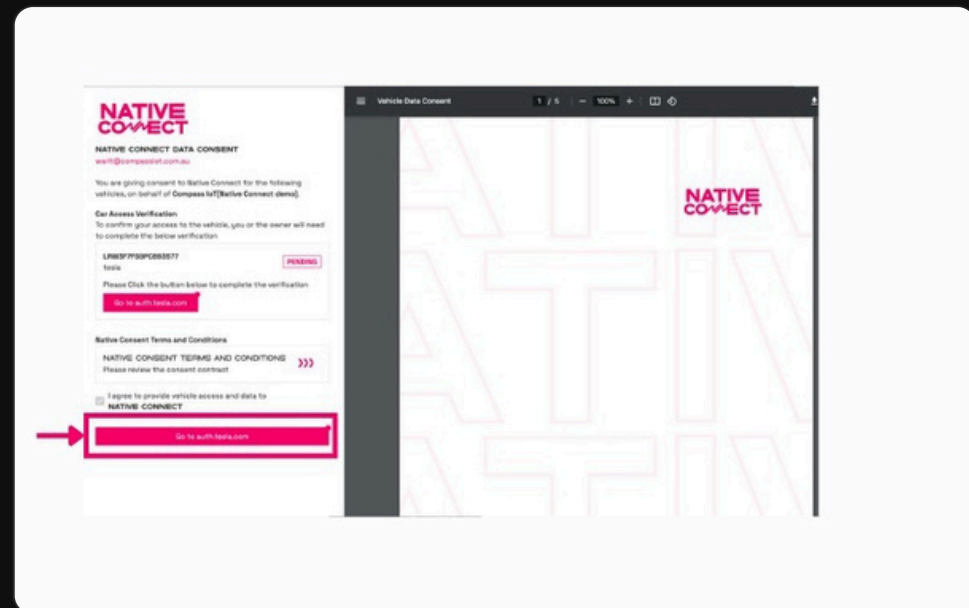 NATIVE
CONNECT
NATIVE CONNECT DATA CONSENT
You are giving consent to Native Connect for the following
vehicles, on behalf of Compass IoT[Native Connect demo].
Car Access Verification
To confirm your access to the vehicle, you or the owner will need
to complete the below verification
PENDING
tesla
Please Click the button below to complete the verification
Go to auth.tesla.com
Native Consent Terms and Conditions
NATIVE CONSENT TERMS AND CONDITIONS
Please review the consent contract
I agree to provide vehicle access and data to
NATIVE CONNECT
Go to auth.tesla.com
Vehicle Data Consent
1 / 5
100%
NATIVE
CONNECT